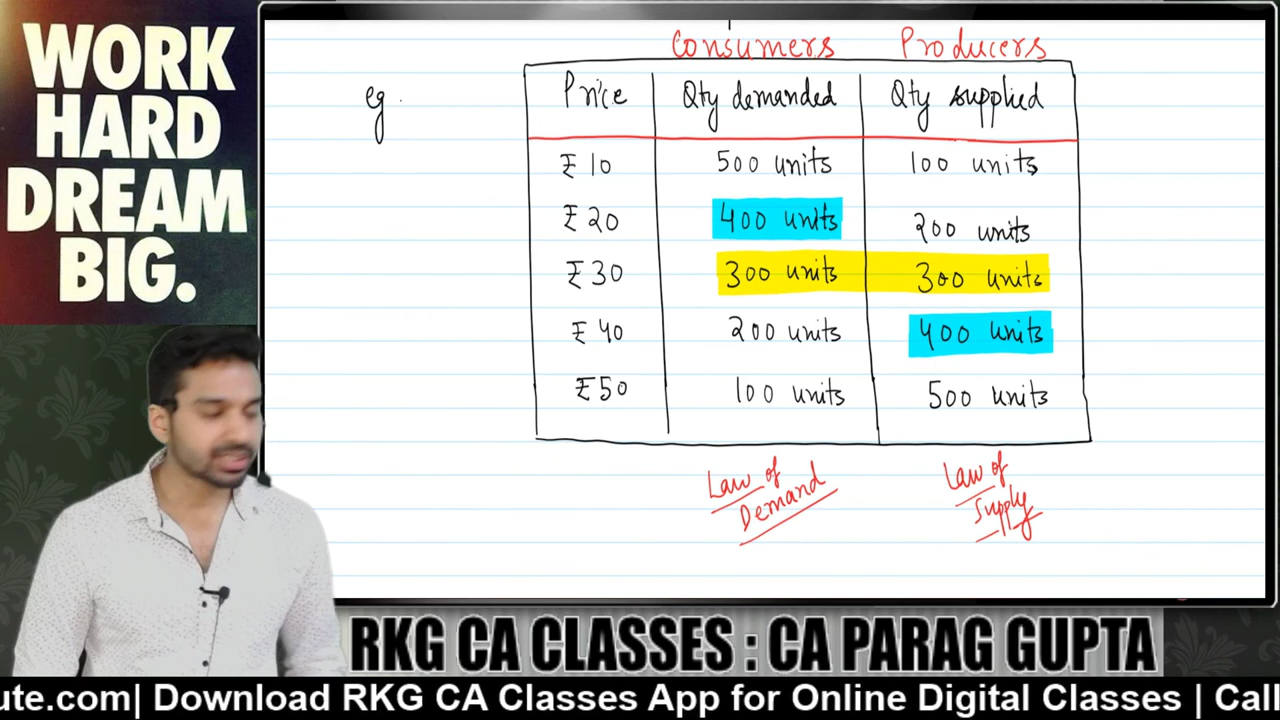 WORK
HARD
DREAM
BIG.
Consumers Producers
eg.
Price Qty demanded Qty supplied
₹10 500 units 100 units
₹20 400 units 200 units
₹30 300 units 300 units
₹40 200 units 400 units
₹50 100 units 500 units
Law of Demand
Law of Supply
RKG CA CLASSES : CA PARAG GUPTA
ute.com| Download RKG CA Classes App for Online Digital Classes | Call